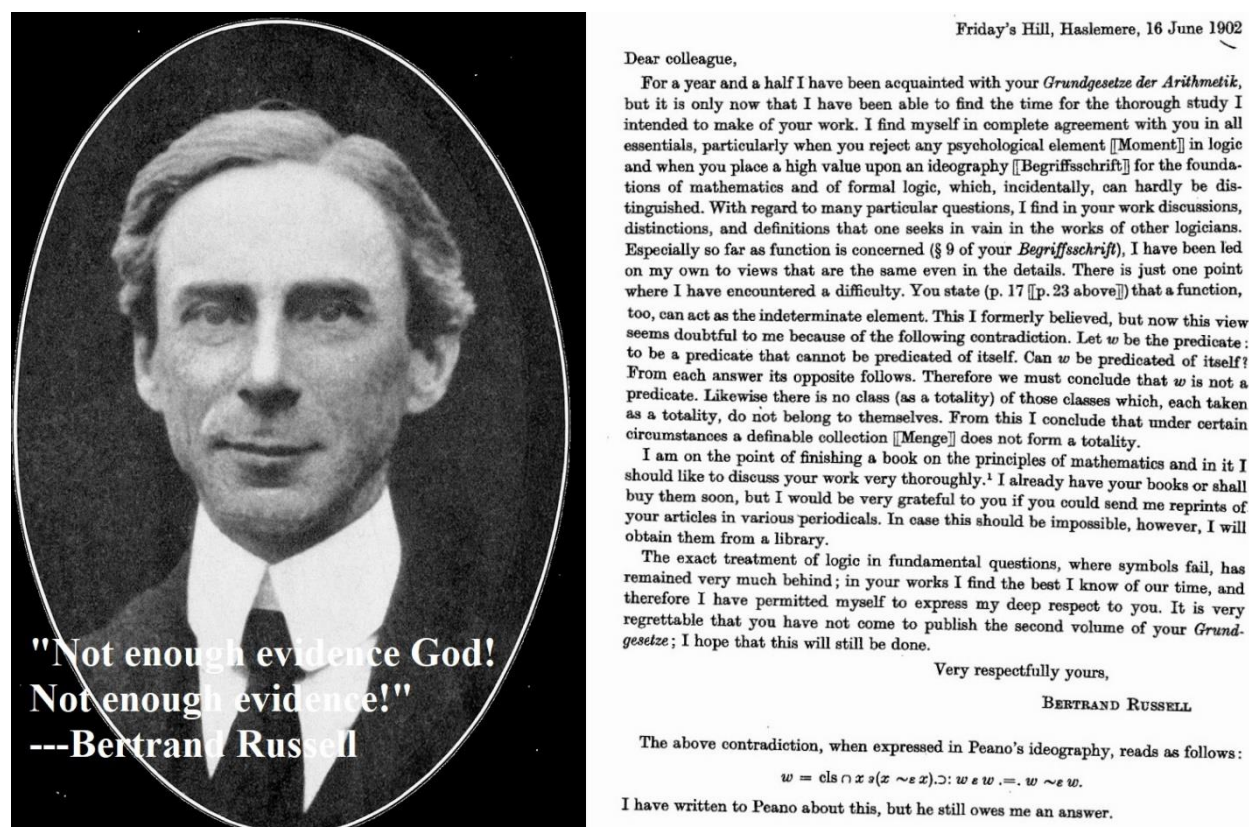 "Not enough evidence God!
Not enough evidence!"
---Bertrand Russell
Friday's Hill, Haslemere, 16 June 1902
Dear colleague,
For a year and a half I have been acquainted with your Grundgesetze der Arithmetik,
but it is only now that I have been able to find the time for the thorough study I
intended to make of your work. I find myself in complete agreement with you in all
essentials, particularly when you reject any psychological element ⟦Moment⟧ in logic
and when you place a high value upon an ideography ⟦Begriffsschrift⟧ for the founda-
tions of mathematics and of formal logic, which, incidentally, can hardly be dis-
tinguished. With regard to many particular questions, I find in your work discussions,
distinctions, and definitions that one seeks in vain in the works of other logicians.
Especially so far as function is concerned (§ 9 of your Begriffsschrift), I have been led
on my own to views that are the same even in the details. There is just one point
where I have encountered a difficulty. You state (p. 17 ⟦p. 23 above⟧) that a function,
too, can act as the indeterminate element. This I formerly believed, but now this view
seems doubtful to me because of the following contradiction. Let w be the predicate:
to be a predicate that cannot be predicated of itself. Can w be predicated of itself?
From each answer its opposite follows. Therefore we must conclude that w is not a
predicate. Likewise there is no class (as a totality) of those classes which, each taken
as a totality, do not belong to themselves. From this I conclude that under certain
circumstances a definable collection ⟦Menge⟧ does not form a totality.
I am on the point of finishing a book on the principles of mathematics and in it I
should like to discuss your work very thoroughly.¹ I already have your books or shall
buy them soon, but I would be very grateful to you if you could send me reprints of
your articles in various periodicals. In case this should be impossible, however, I will
obtain them from a library.
The exact treatment of logic in fundamental questions, where symbols fail, has
remained very much behind; in your works I find the best I know of our time, and
therefore I have permitted myself to express my deep respect to you. It is very
regrettable that you have not come to publish the second volume of your Grund-
gesetze; I hope that this will still be done.
Very respectfully yours,
BERTRAND RUSSELL
The above contradiction, when expressed in Peano's ideography, reads as follows:
w = cls ∩ x ɜ(x ~ε x).⊃: w ε w .=. w ~ε w.
I have written to Peano about this, but he still owes me an answer.